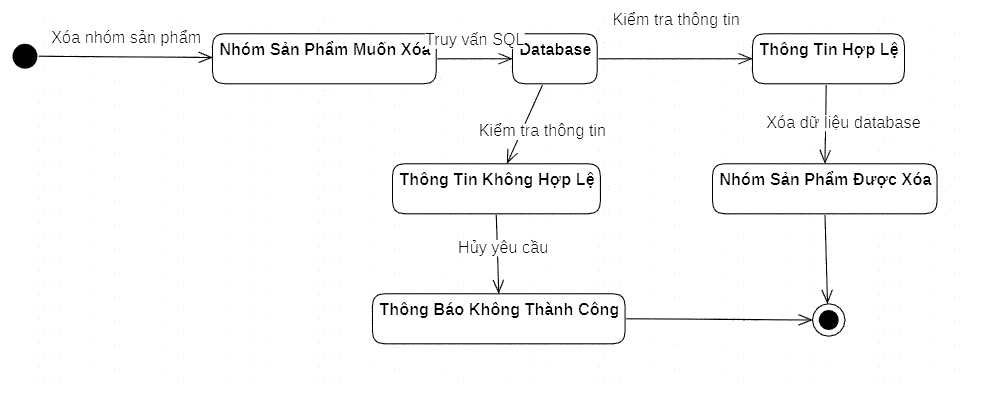 Xóa nhóm sản phẩm
Nhóm Sản Phẩm Muốn Xóa
Truy vấn SQL
Database
Kiểm tra thông tin
Thông Tin Hợp Lệ
Kiểm tra thông tin
Xóa dữ liệu database
Thông Tin Không Hợp Lệ
Nhóm Sản Phẩm Được Xóa
Hủy yêu cầu
Thông Báo Không Thành Công